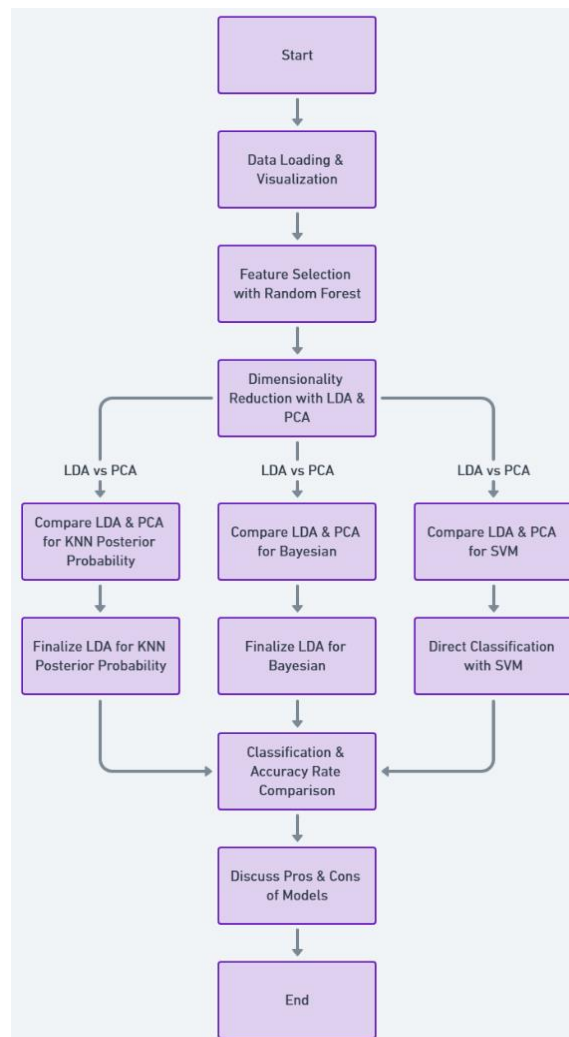 Start
Data Loading &
Visualization
Feature Selection
with Random Forest
Dimensionality
Reduction with LDA &
PCA
LDA vs PCA
LDA vs PCA
LDA vs PCA
Compare LDA & PCA
for KNN Posterior
Probability
Compare LDA & PCA
for Bayesian
Compare LDA & PCA
for SVM
Finalize LDA for KNN
Posterior Probability
Finalize LDA for
Bayesian
Direct Classification
with SVM
Classification &
Accuracy Rate
Comparison
Discuss Pros & Cons
of Models
End